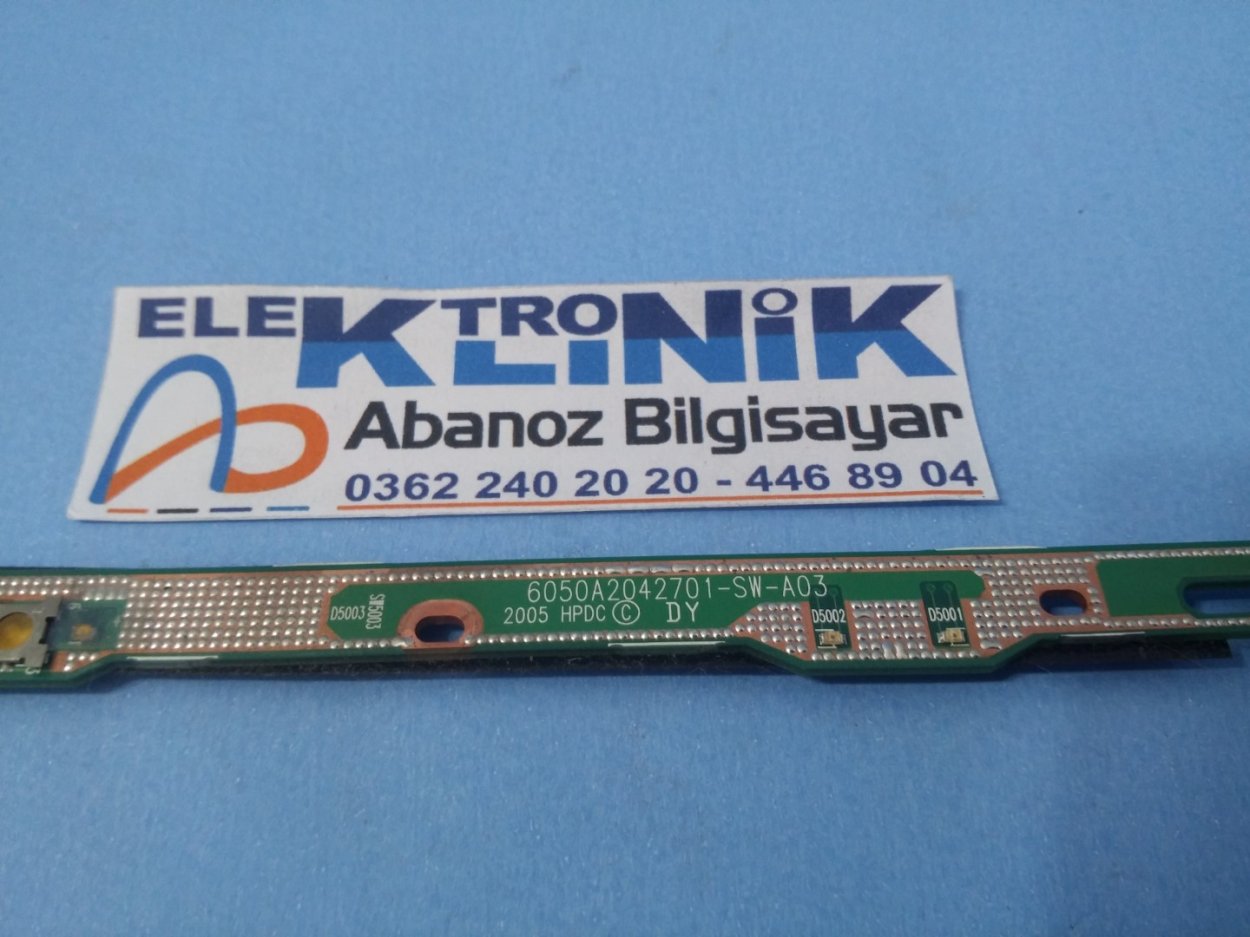 ELEKTRONiK
KLiNiK
Abanoz Bilgisayar
0362 240 20 20 - 446 89 04
6050A2042701-SW-A03
2005 HPDC © DY
D5003
SW5003
D5002
D5001